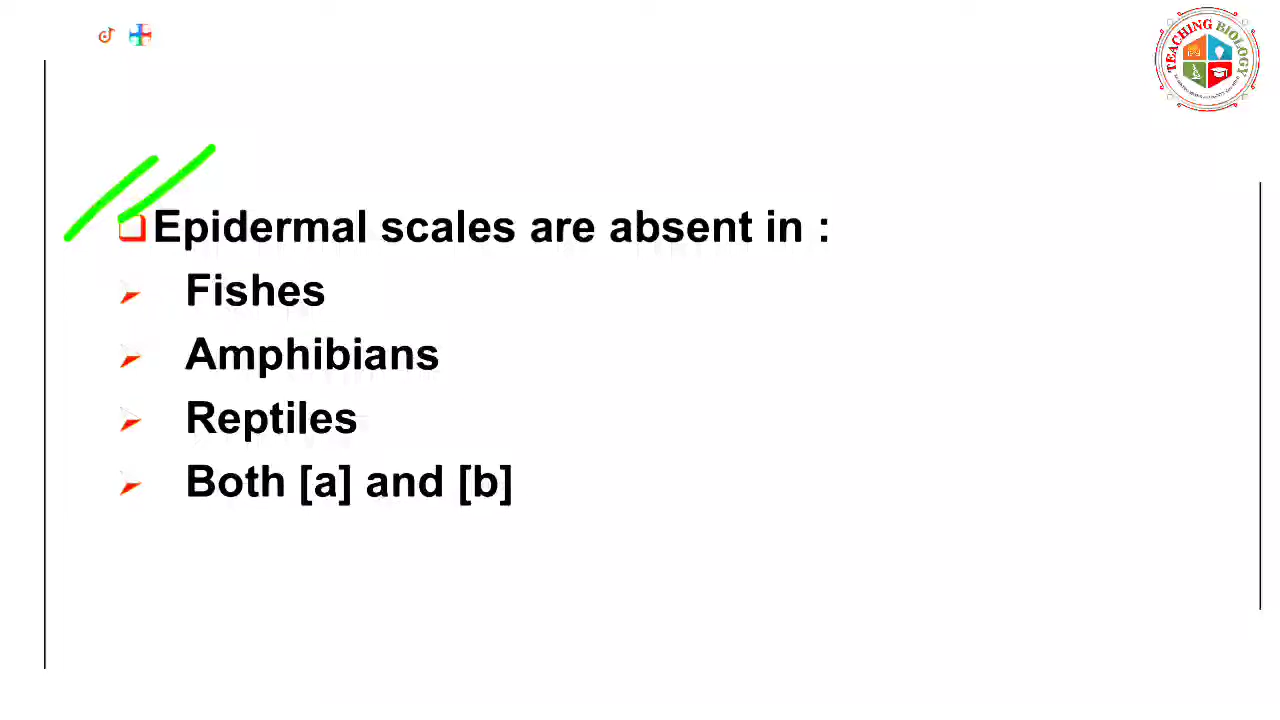 TEACHING BIOLOGY
Epidermal scales are absent in :
Fishes
Amphibians
Reptiles
Both [a] and [b]